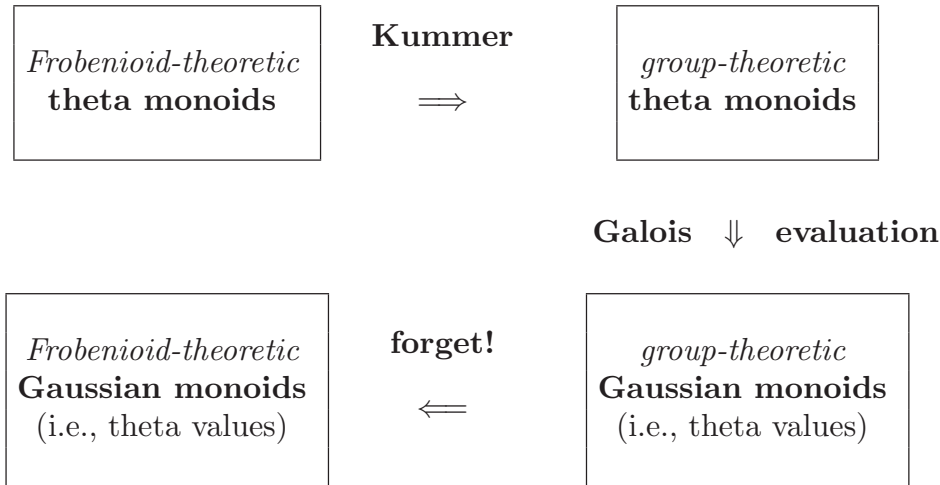 Kummer
Frobenioid-theoretic
theta monoids
⟹
group-theoretic
theta monoids
Galois ⇓ evaluation
Frobenioid-theoretic
Gaussian monoids
(i.e., theta values)
forget!
⟸
group-theoretic
Gaussian monoids
(i.e., theta values)